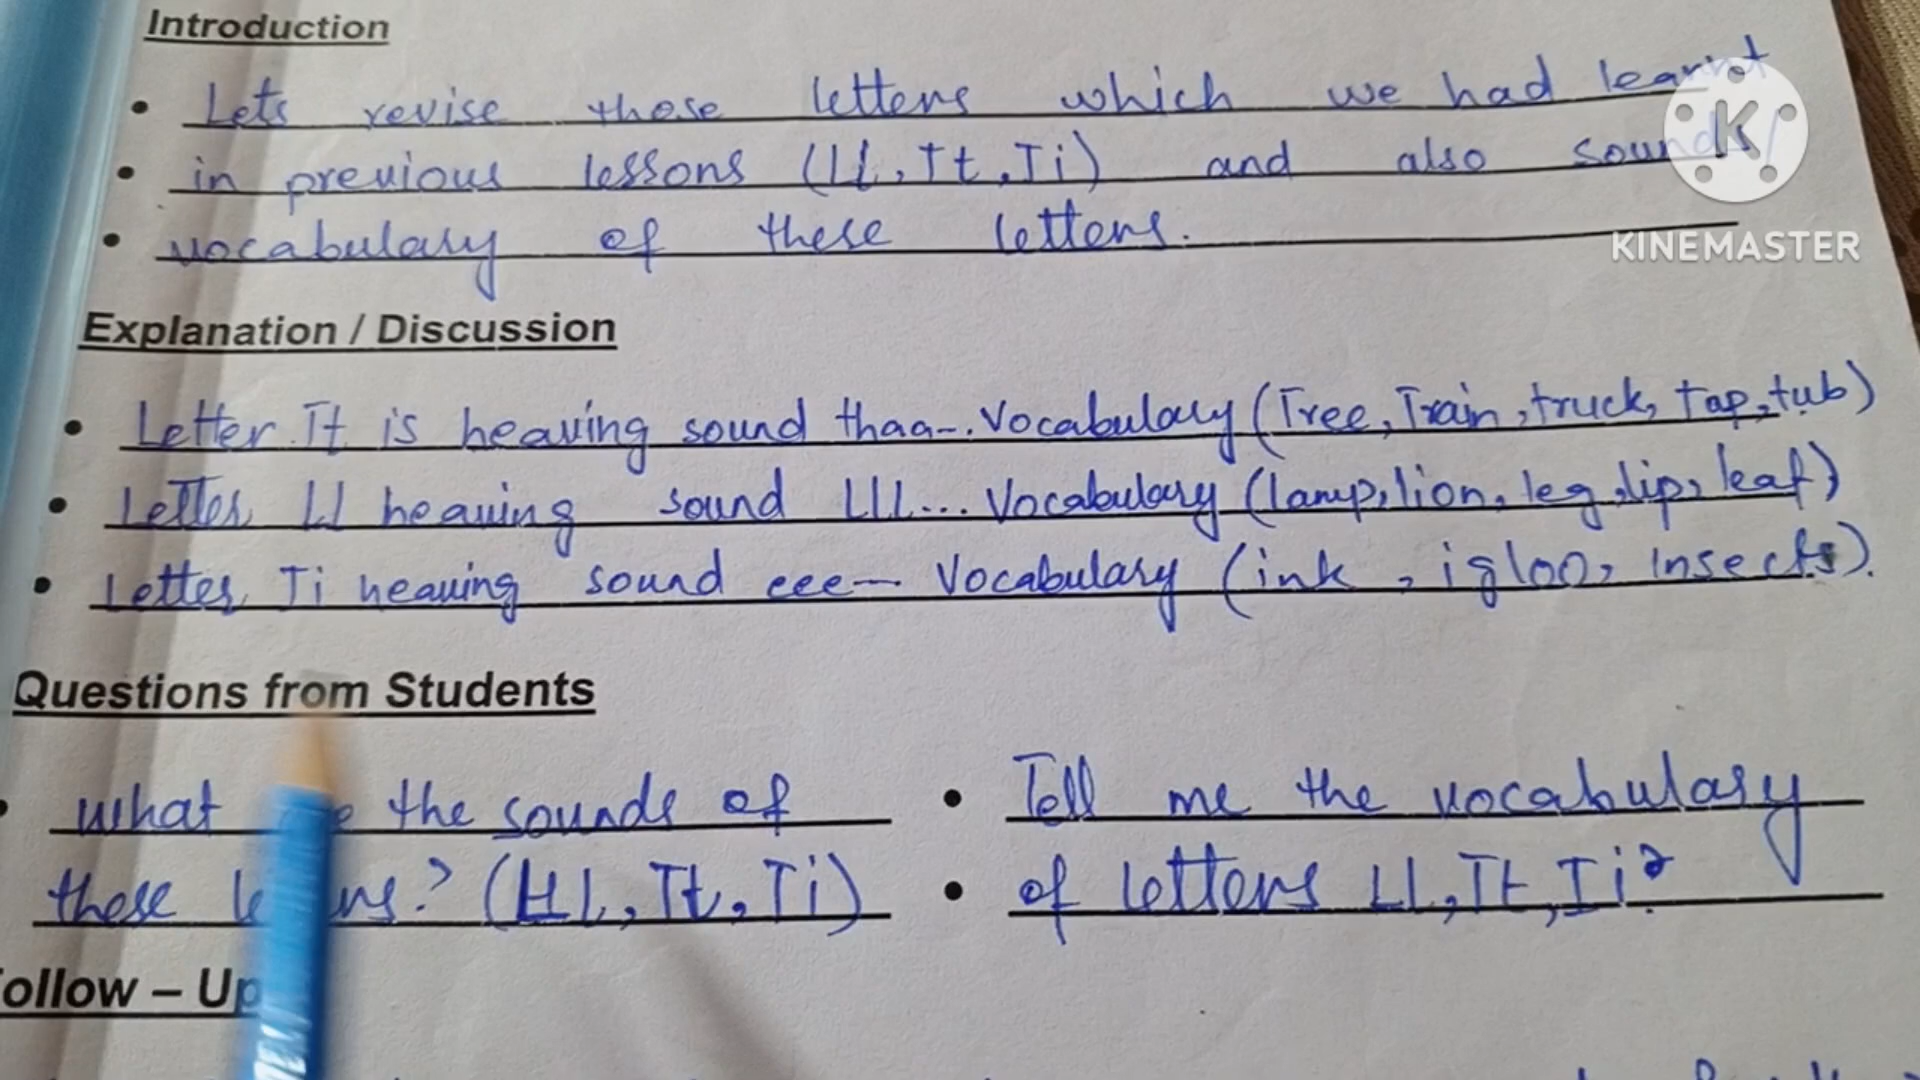 Introduction
Lets revise those letters which we had learnt
in previous lessons (Ll, Tt, Ii) and also sounds/
vocabulary of these letters.
KINEMASTER
Explanation / Discussion
Letter Tt is heaving sound thaa-.. Vocabulary (Tree, Train, truck, tap, tub)
Letter Ll heaving sound LLL... Vocabulary (lamp, lion, leg, lip, leaf)
Letter Ii heaving sound eee- Vocabulary (ink, igloo, insects).
Questions from Students
What the sounds of
these ? (Ll, Tt, Ii)
Tell me the vocabulary
of letters Ll, Tt, Ii?
ollow – Up